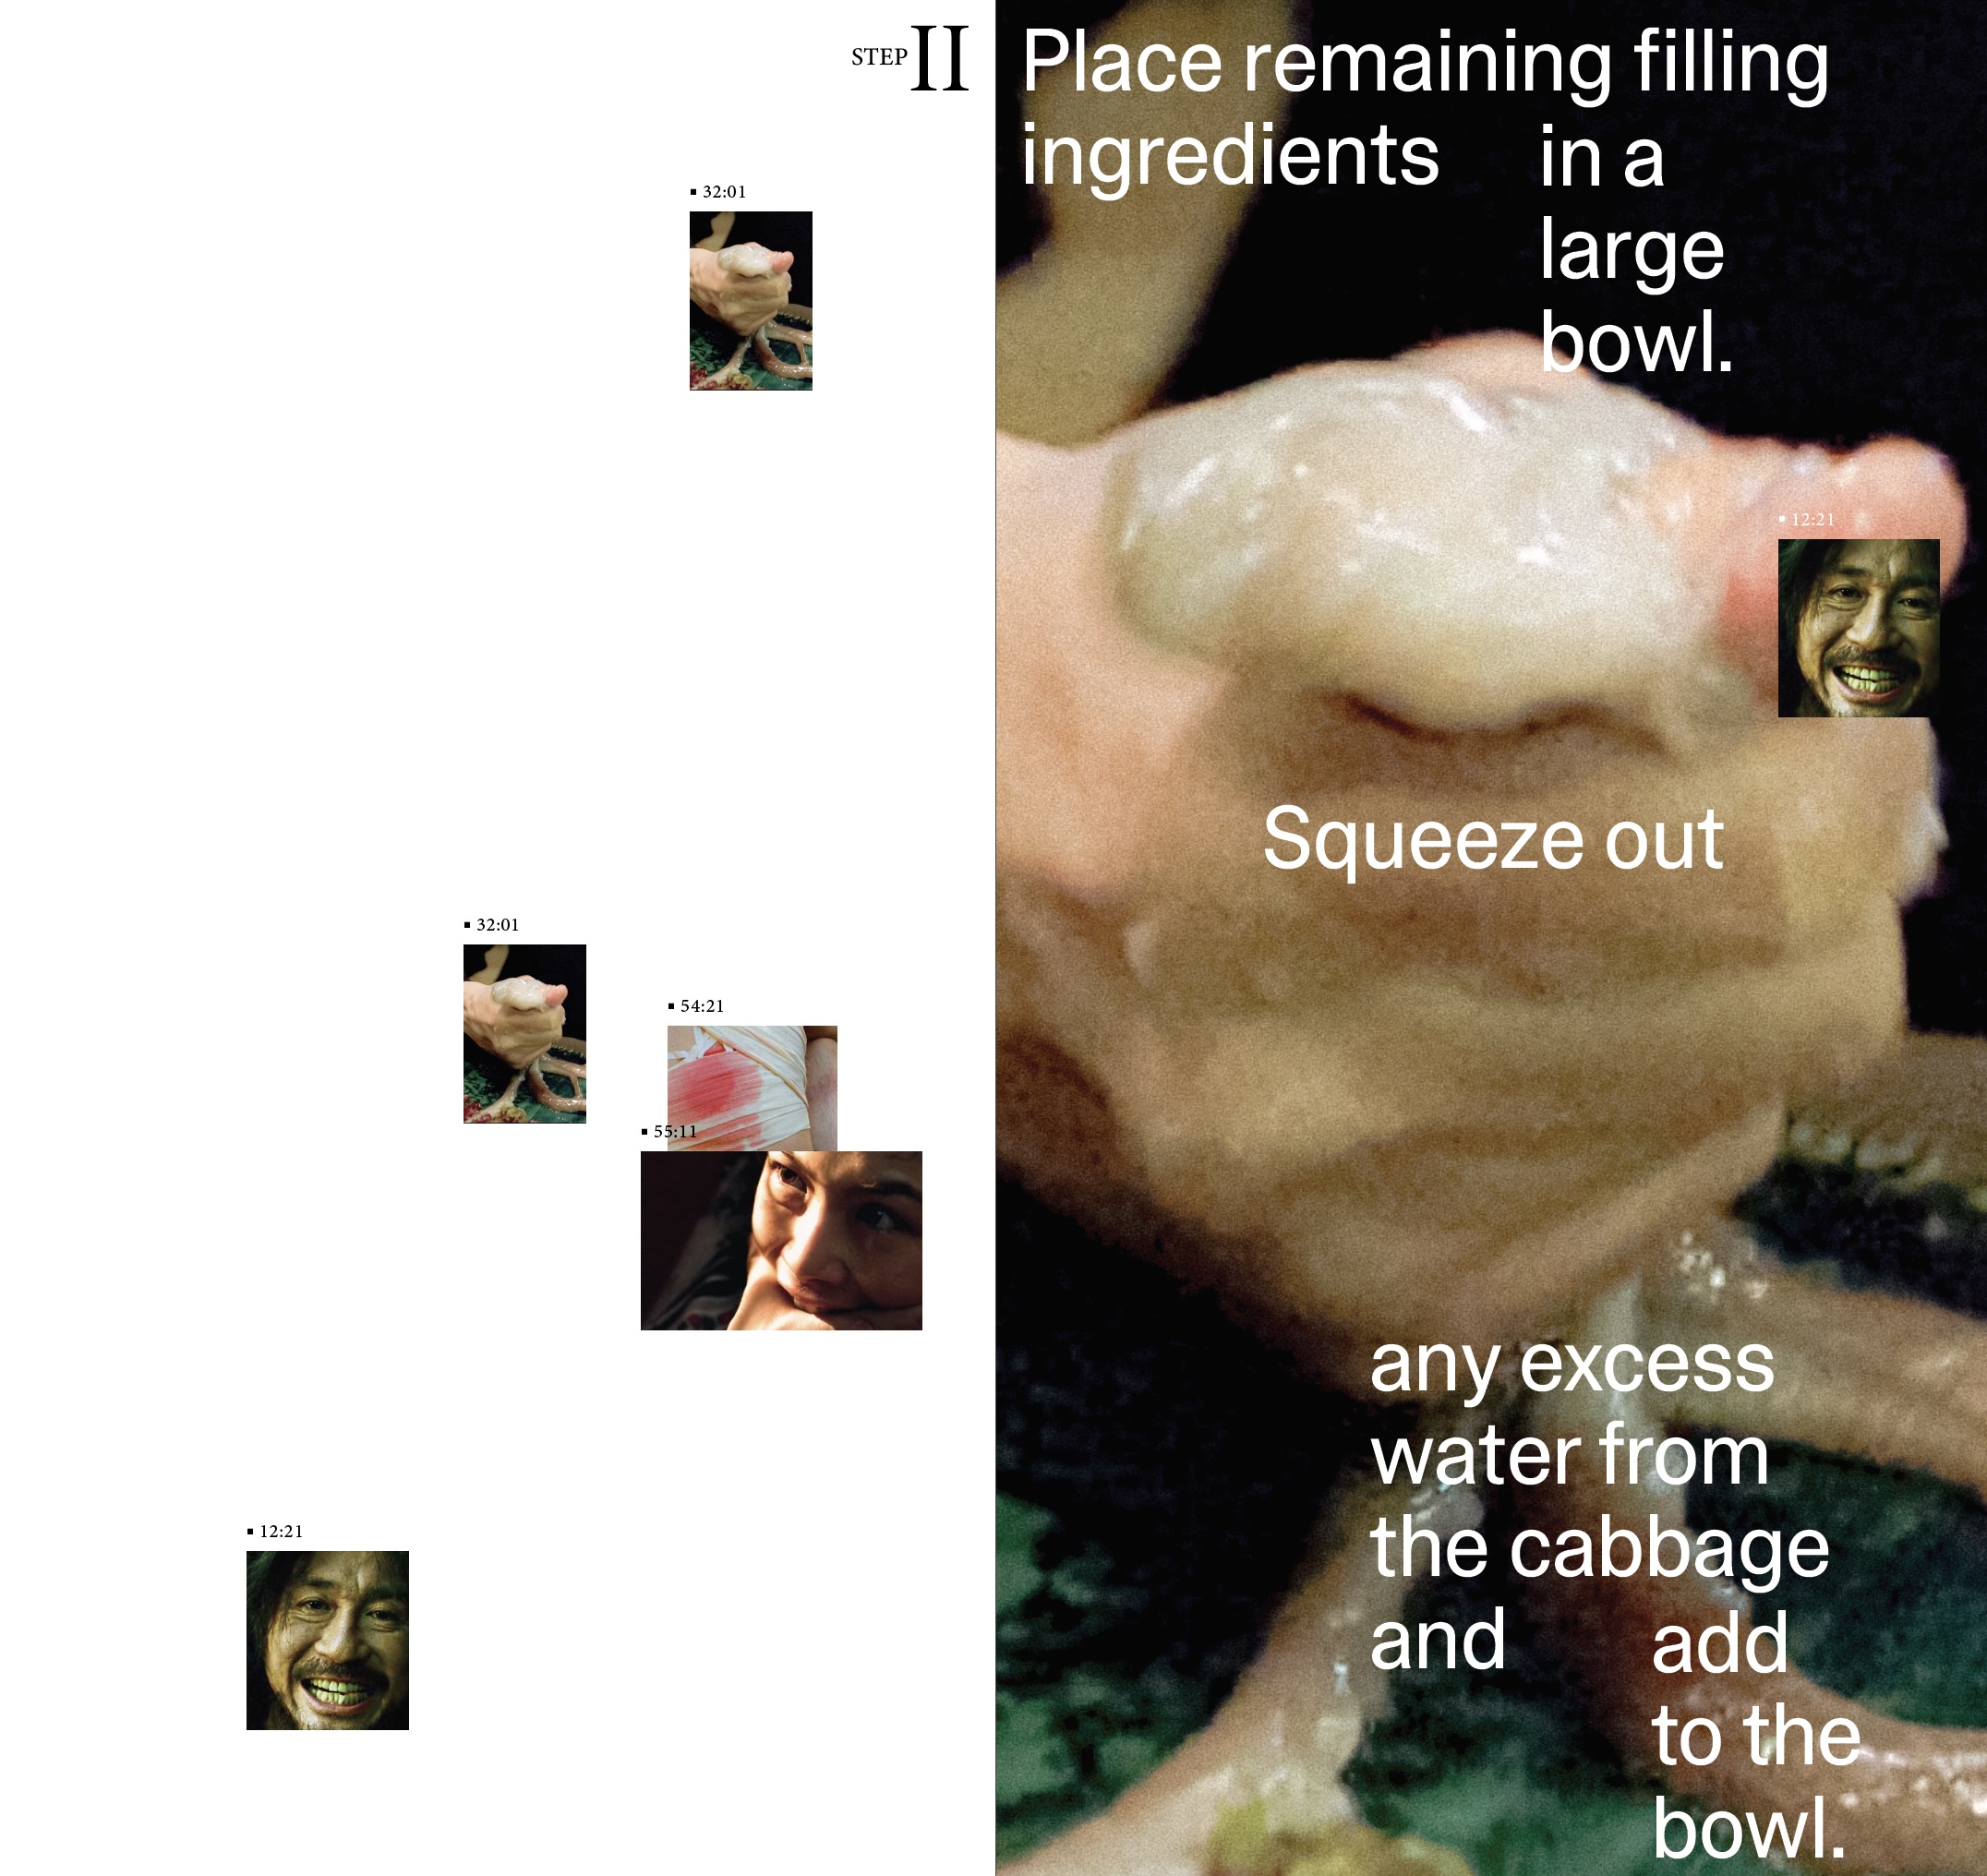 STEP II
32:01
32:01
54:21
55:11
12:21
Place remaining filling
ingredients in a
large
bowl.
12:21
Squeeze out
any excess
water from
the cabbage
and add
to the
bowl.